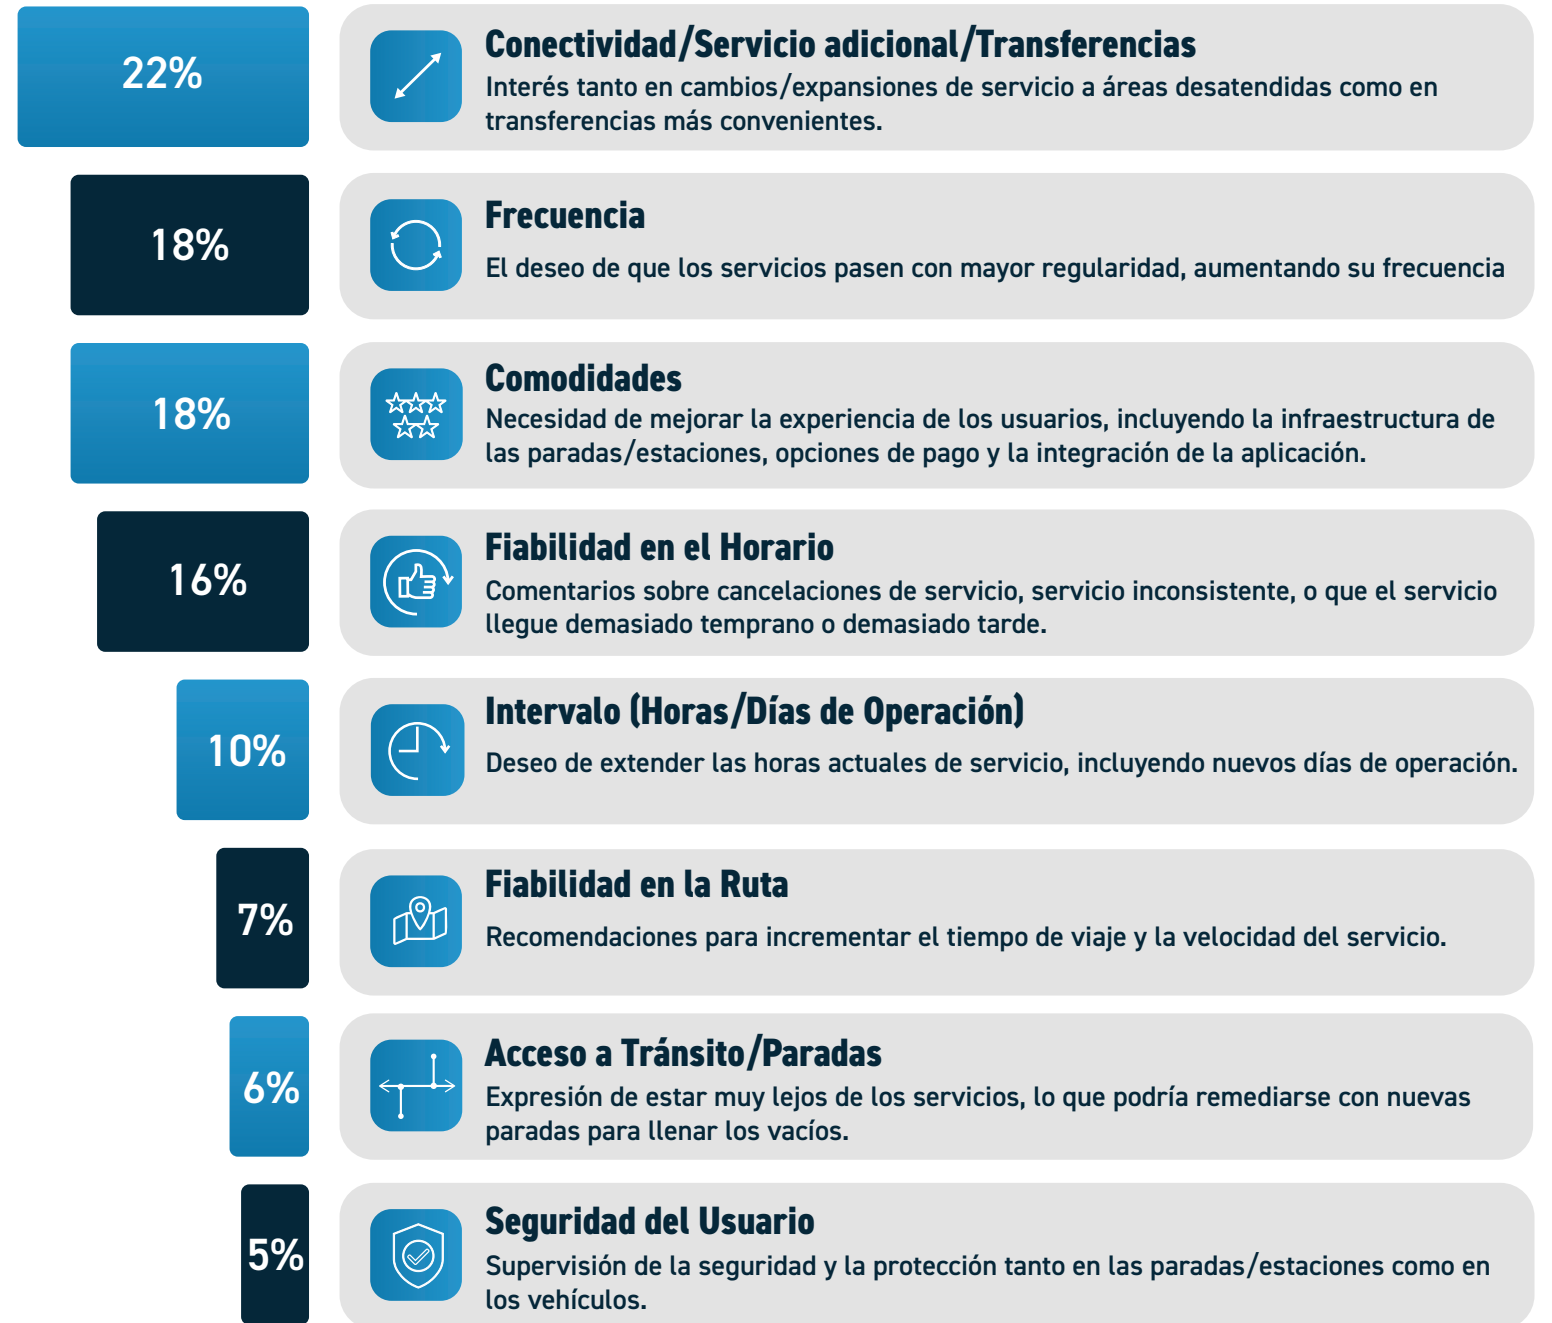 22%
Conectividad/Servicio adicional/Transferencias
Interés tanto en cambios/expansiones de servicio a áreas desatendidas como en
transferencias más convenientes.
18%
Frecuencia
El deseo de que los servicios pasen con mayor regularidad, aumentando su frecuencia
18%
Comodidades
Necesidad de mejorar la experiencia de los usuarios, incluyendo la infraestructura de
las paradas/estaciones, opciones de pago y la integración de la aplicación.
16%
Fiabilidad en el Horario
Comentarios sobre cancelaciones de servicio, servicio inconsistente, o que el servicio
llegue demasiado temprano o demasiado tarde.
10%
Intervalo (Horas/Días de Operación)
Deseo de extender las horas actuales de servicio, incluyendo nuevos días de operación.
7%
Fiabilidad en la Ruta
Recomendaciones para incrementar el tiempo de viaje y la velocidad del servicio.
6%
Acceso a Tránsito/Paradas
Expresión de estar muy lejos de los servicios, lo que podría remediarse con nuevas
paradas para llenar los vacíos.
5%
Seguridad del Usuario
Supervisión de la seguridad y la protección tanto en las paradas/estaciones como en
los vehículos.